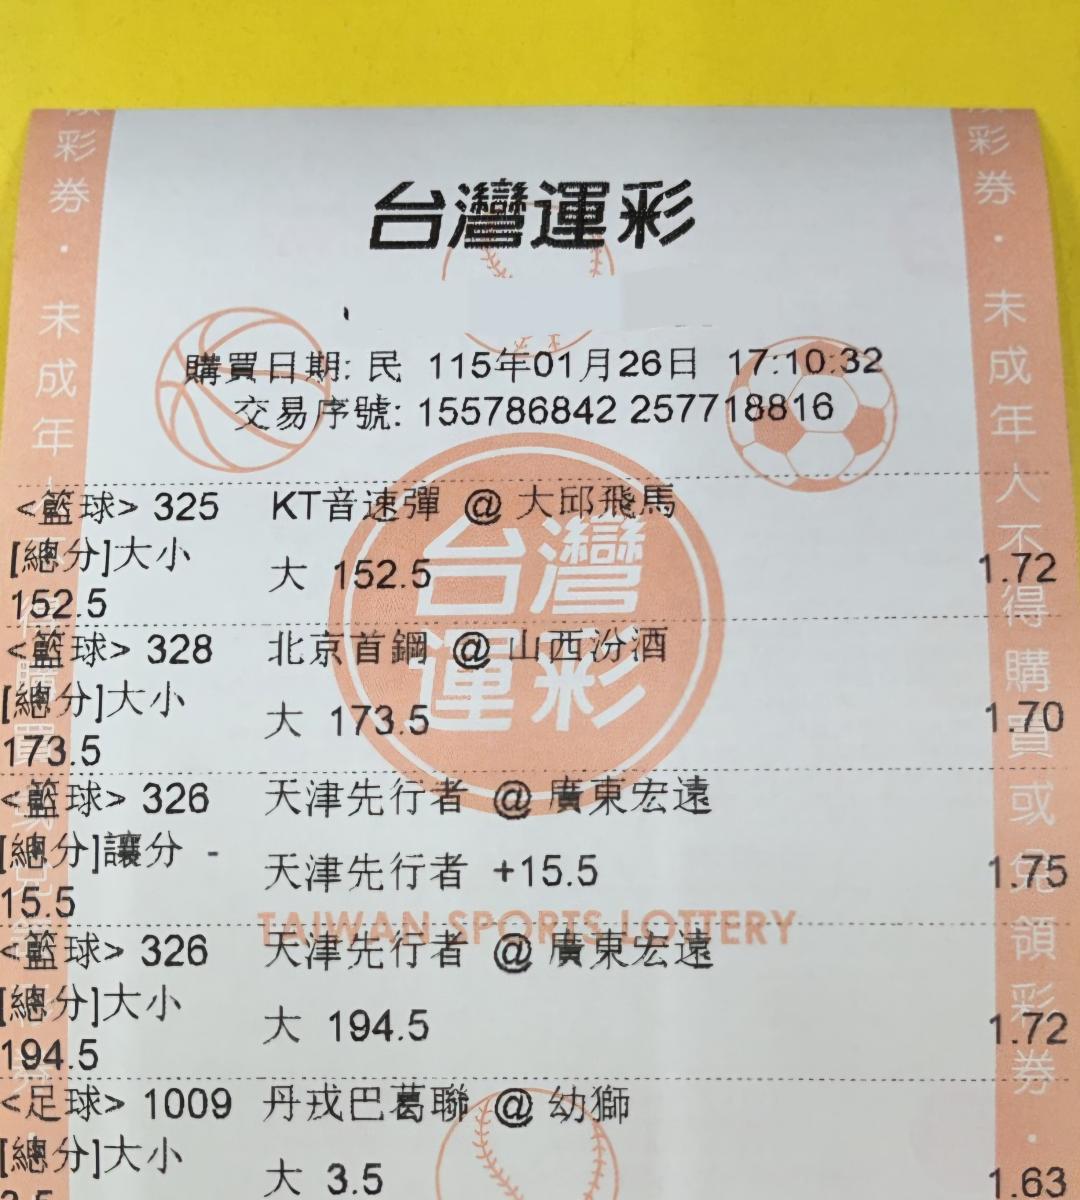 台灣運彩
購買日期: 民 115年01月26日 17:10:32
交易序號: 155786842 257718816
<籃球> 325 KT音速彈 @ 大邱飛馬
[總分]大小
152.5
大 152.5 1.72
<籃球> 328 北京首鋼 @ 山西汾酒
[總分]大小
173.5
大 173.5 1.70
<籃球> 326 天津先行者 @ 廣東宏遠
[總分]讓分 -
15.5
天津先行者 +15.5 1.75
<籃球> 326 天津先行者 @ 廣東宏遠
[總分]大小
194.5
大 194.5 1.72
<足球> 1009 丹戎巴葛聯 @ 幼獅
[總分]大小
大 3.5 1.63
台灣
運彩
TAIWAN SPORTS LOTTERY
彩券・未成年人
彩券・未成年人不得購買或兌領彩券・